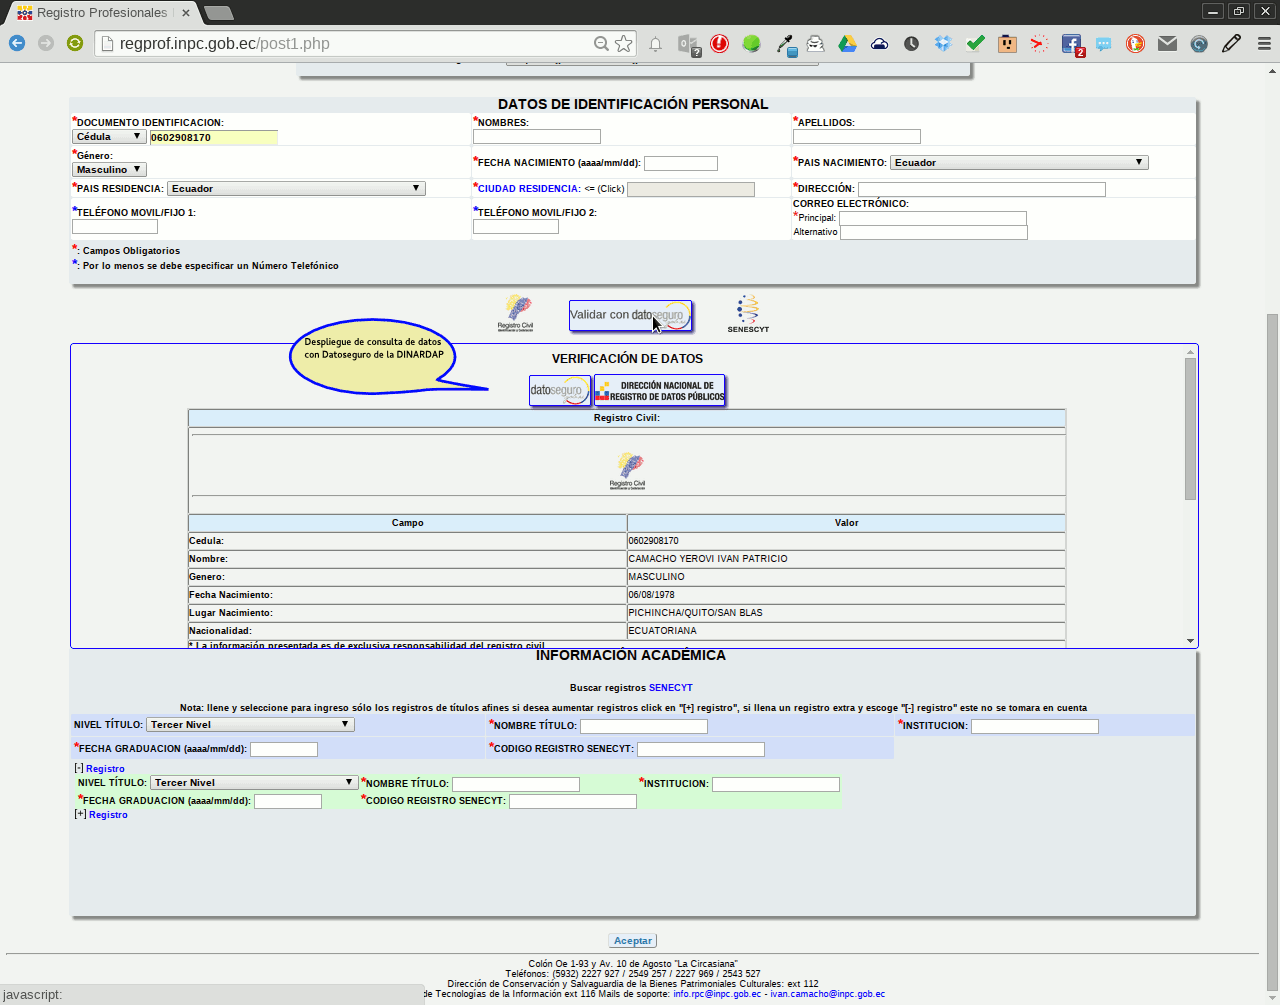 Registro Profesionales
regprof.inpc.gob.ec/post1.php
DATOS DE IDENTIFICACIÓN PERSONAL
*DOCUMENTO IDENTIFICACION: *NOMBRES: *APELLIDOS:
Cédula 0602908170
*Género:
Masculino *FECHA NACIMIENTO (aaaa/mm/dd): *PAIS NACIMIENTO: Ecuador
*PAIS RESIDENCIA: Ecuador *CIUDAD RESIDENCIA: <= (Click) *DIRECCIÓN:
*TELÉFONO MOVIL/FIJO 1: *TELÉFONO MOVIL/FIJO 2: CORREO ELECTRÓNICO:
*Principal:
Alternativo
*: Campos Obligatorios
*: Por lo menos se debe especificar un Número Telefónico
Registro Civil
Validar con datoseguro
SENESCYT
Despliegue de consulta de datos
con Datoseguro de la DINARDAP
VERIFICACIÓN DE DATOS
datoseguro
DIRECCIÓN NACIONAL DE
REGISTRO DE DATOS PÚBLICOS
Registro Civil:
Registro Civil
Campo Valor
Cedula: 0602908170
Nombre: CAMACHO YEROVI IVAN PATRICIO
Genero: MASCULINO
Fecha Nacimiento: 06/08/1978
Lugar Nacimiento: PICHINCHA/QUITO/SAN BLAS
Nacionalidad: ECUATORIANA
* La información presentada es de exclusiva responsabilidad del registro civil
INFORMACIÓN ACADÉMICA
Buscar registros SENECYT
Nota: llene y seleccione para ingreso sólo los registros de títulos afines si desea aumentar registros click en "[+] registro", si llena un registro extra y escoge "[-] registro" este no se tomara en cuenta
NIVEL TÍTULO: Tercer Nivel *NOMBRE TÍTULO: *INSTITUCION:
*FECHA GRADUACION (aaaa/mm/dd): *CODIGO REGISTRO SENECYT:
[-] Registro
NIVEL TÍTULO: Tercer Nivel *NOMBRE TÍTULO: *INSTITUCION:
*FECHA GRADUACION (aaaa/mm/dd): *CODIGO REGISTRO SENECYT:
[+] Registro
Aceptar
Colón Oe 1-93 y Av. 10 de Agosto "La Circasiana"
Teléfonos: (5932) 2227 927 / 2549 257 / 2227 969 / 2543 527
Dirección de Conservación y Salvaguardia de la Bienes Patrimoniales Culturales: ext 112
de Tecnologías de la Información ext 116 Mails de soporte: info.rpc@inpc.gob.ec - ivan.camacho@inpc.gob.ec
javascript: